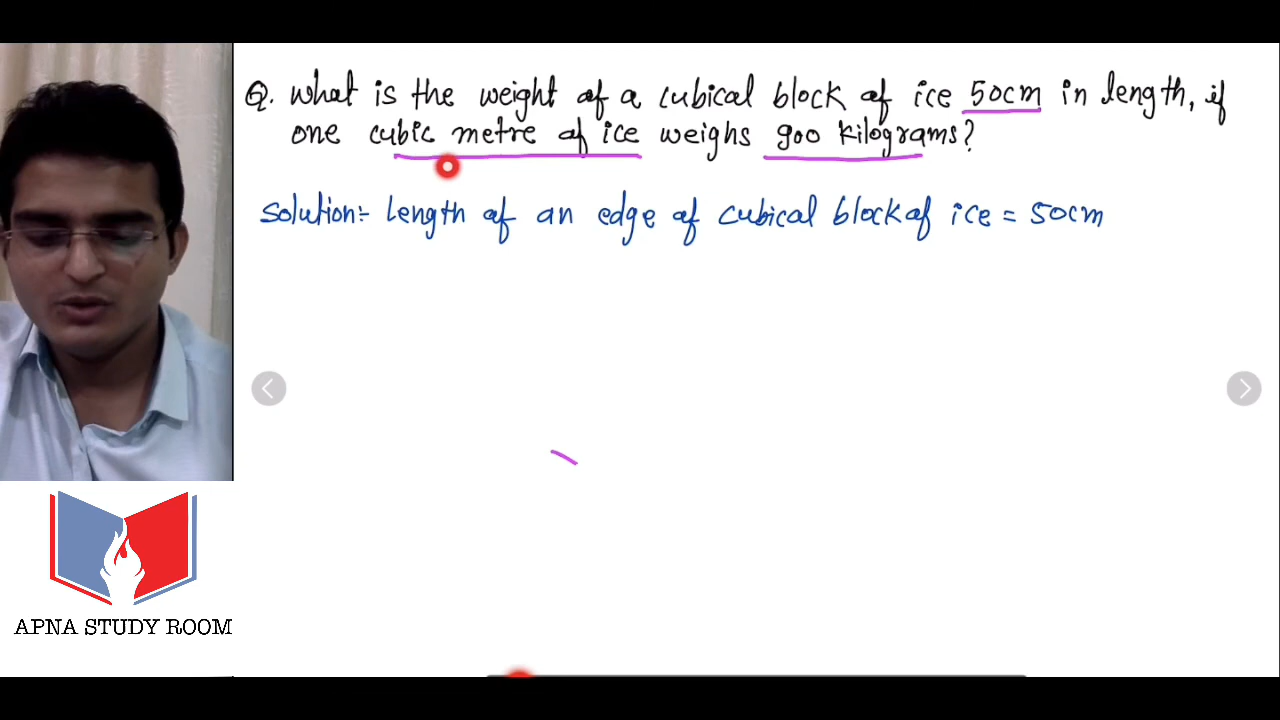 Q. What is the weight of a cubical block of ice 50cm in length, if
one cubic metre of ice weighs 900 kilograms?
Solution:- Length of an edge of cubical block of ice = 50cm
APNA STUDY ROOM